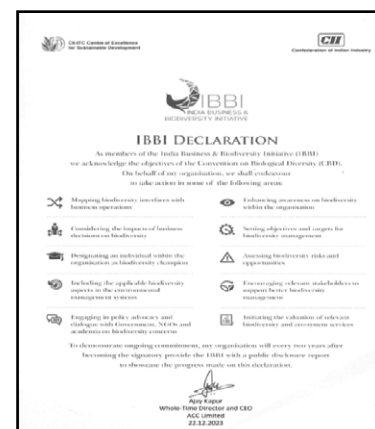 CII-ITC Centre of Excellence
for Sustainable Development
CII
Confederation of Indian Industry
IBBI
INDIA BUSINESS &
BIODIVERSITY INITIATIVE
IBBI DECLARATION
As members of the India Business & Biodiversity Initiative (IBBI)
we acknowledge the objectives of the Convention on Biological Diversity (CBD).
On behalf of my organisation, we shall endeavour
to take action in some of the following areas:
Mapping biodiversity interfaces with
business operations
Enhancing awareness on biodiversity
within the organisation
Considering the impacts of business
decisions on biodiversity
Setting objectives and targets for
biodiversity management
Designating an individual within the
organisation as biodiversity champion
Assessing biodiversity risks and
opportunities
Including the applicable biodiversity
aspects in the environmental
management systems
Encouraging relevant stakeholders to
support better biodiversity
management
Engaging in policy advocacy and
dialogue with Government, NGOs and
academia on biodiversity concerns
Initiating the valuation of relevant
biodiversity and ecosystem services
To demonstrate ongoing commitment, my organisation will every two years after
becoming the signatory provide the IBBI with a public disclosure report
to showcase the progress made on this declaration.
Ajay Kapur
Whole-Time Director and CEO
ACC Limited
22.12.2023